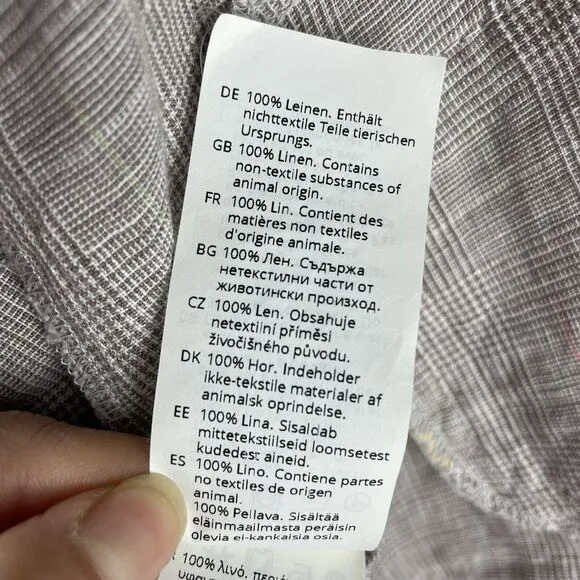 DE 100% Leinen. Enthält
nichttextile Teile tierischen
Ursprungs.
GB 100% Linen. Contains
non-textile substances of
animal origin.
FR 100% Lin. Contient des
matières non textiles
d'origine animale.
BG 100% Лен. Съдържа
нетекстилни части от
животински произход.
CZ 100% Len. Obsahuje
netextilní příměsi
živočišného původu.
DK 100% Hør. Indeholder
ikke-tekstile materialer af
animalsk oprindelse.
EE 100% Lina. Sisaldab
mittetekstiilseid loomsetest
kudedest aineid.
ES 100% Lino. Contiene partes
no textiles de origen
animal.
100% Pellava. Sisältää
eläinmaailmasta peräisin
olevia ei-kankaisia osia.
100% λινό.